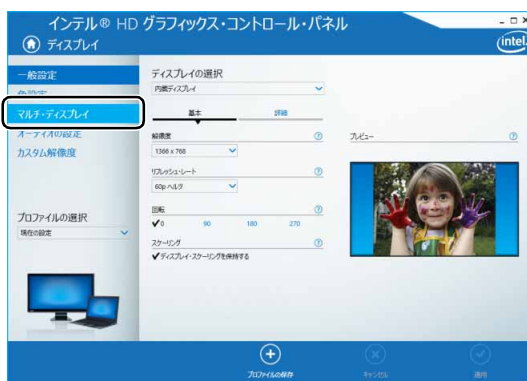 インテル® HD グラフィックス・コントロール・パネル
ディスプレイ
intel
一般設定
色設定
マルチ・ディスプレイ
オーディオの設定
カスタム解像度
プロファイルの選択
現在の設定
ディスプレイの選択
内蔵ディスプレイ
基本 詳細
解像度
1366 x 768
リフレッシュ・レート
60p ヘルツ
回転
0 90 180 270
スケーリング
ディスプレイ・スケーリングを保持する
プレビュー
プロファイルの保存 キャンセル 適用